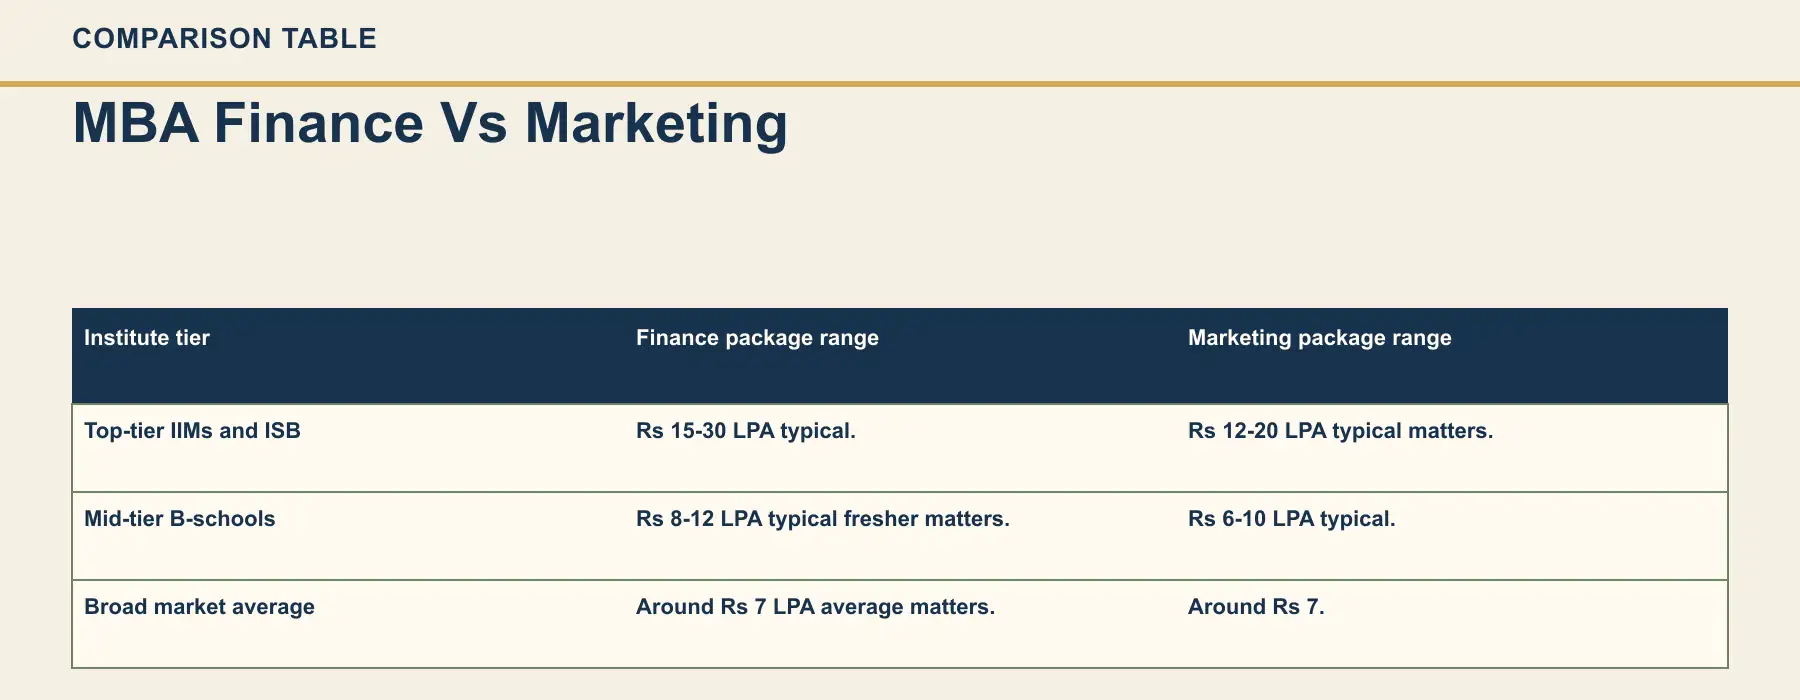 COMPARISON TABLE
MBA Finance Vs Marketing
Institute tier Finance package range Marketing package range
Top-tier IIMs and ISB Rs 15-30 LPA typical. Rs 12-20 LPA typical matters.
Mid-tier B-schools Rs 8-12 LPA typical fresher matters. Rs 6-10 LPA typical.
Broad market average Around Rs 7 LPA average matters. Around Rs 7.